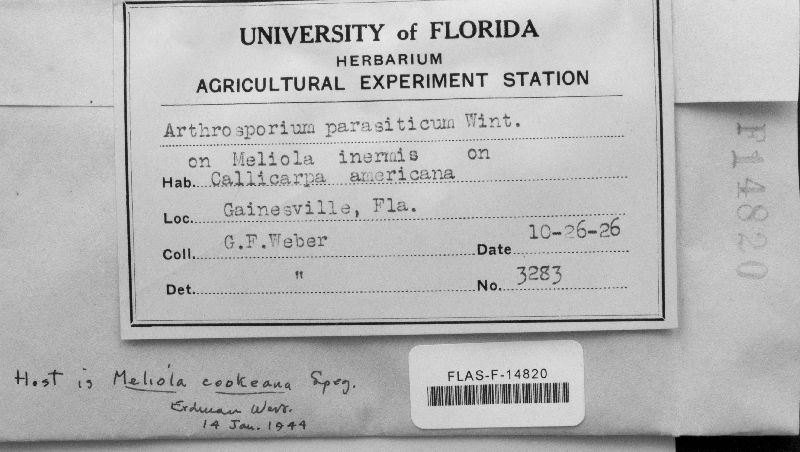 UNIVERSITY of FLORIDA
HERBARIUM
AGRICULTURAL EXPERIMENT STATION
Arthrosporium parasiticum Wint.
on Meliola inermis on
Hab. Callicarpa americana
Loc. Gainesville, Fla.
Coll. G.F.Weber Date 10-26-26
Det. " No. 3283
F14820
Host is Meliola cookeana Speg.
Erdman West.
14 Jan. 1944
FLAS-F-14820